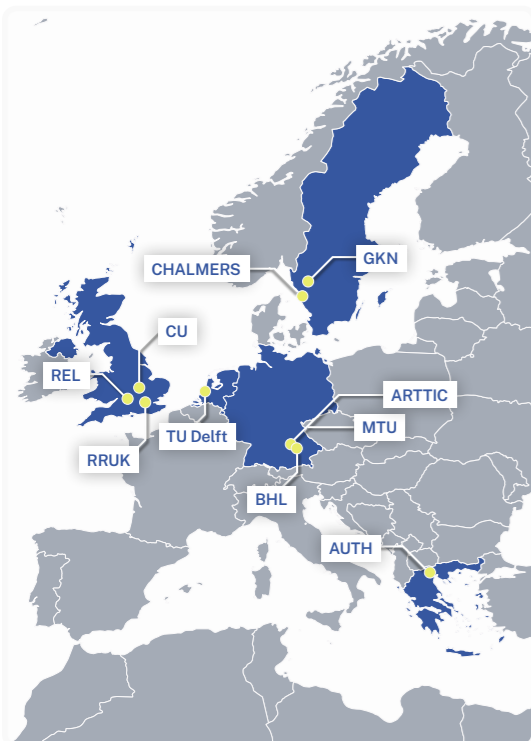 GKN
CHALMERS
CU
REL
ARTTIC
MTU
TU Delft
RRUK
BHL
AUTH